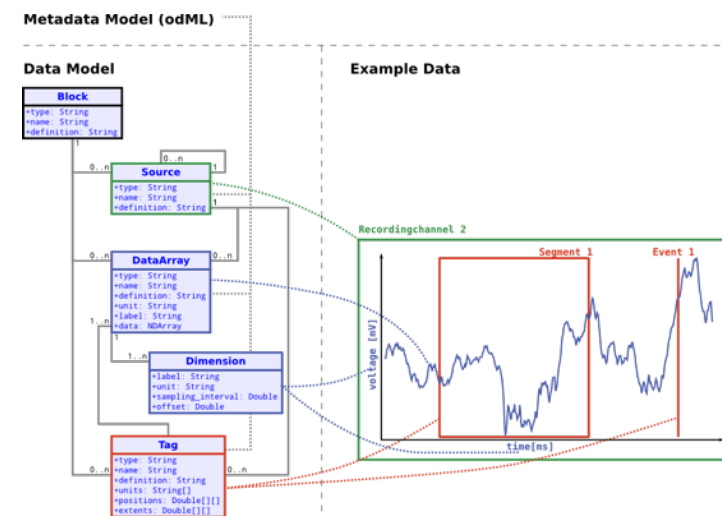 Metadata Model (odML)
Data Model
Example Data
Block
+type: String
+name: String
+definition: String
1
0..n
0..n
1
Source
+type: String
+name: String
+definition: String
1
Recordingchannel 2
0..n
0..n
DataArray
+type: String
+name: String
+definition: String
+unit: String
+label: String
+data: NDArray
Segment 1
Event 1
voltage [mV]
1..n
1
1..n
Dimension
+label: String
+unit: String
+sampling_interval: Double
+offset: Double
time[ms]
Tag
+type: String
+name: String
+definition: String
+units: String[]
+positions: Double[][]
+extents: Double[][]
0..n
0..n